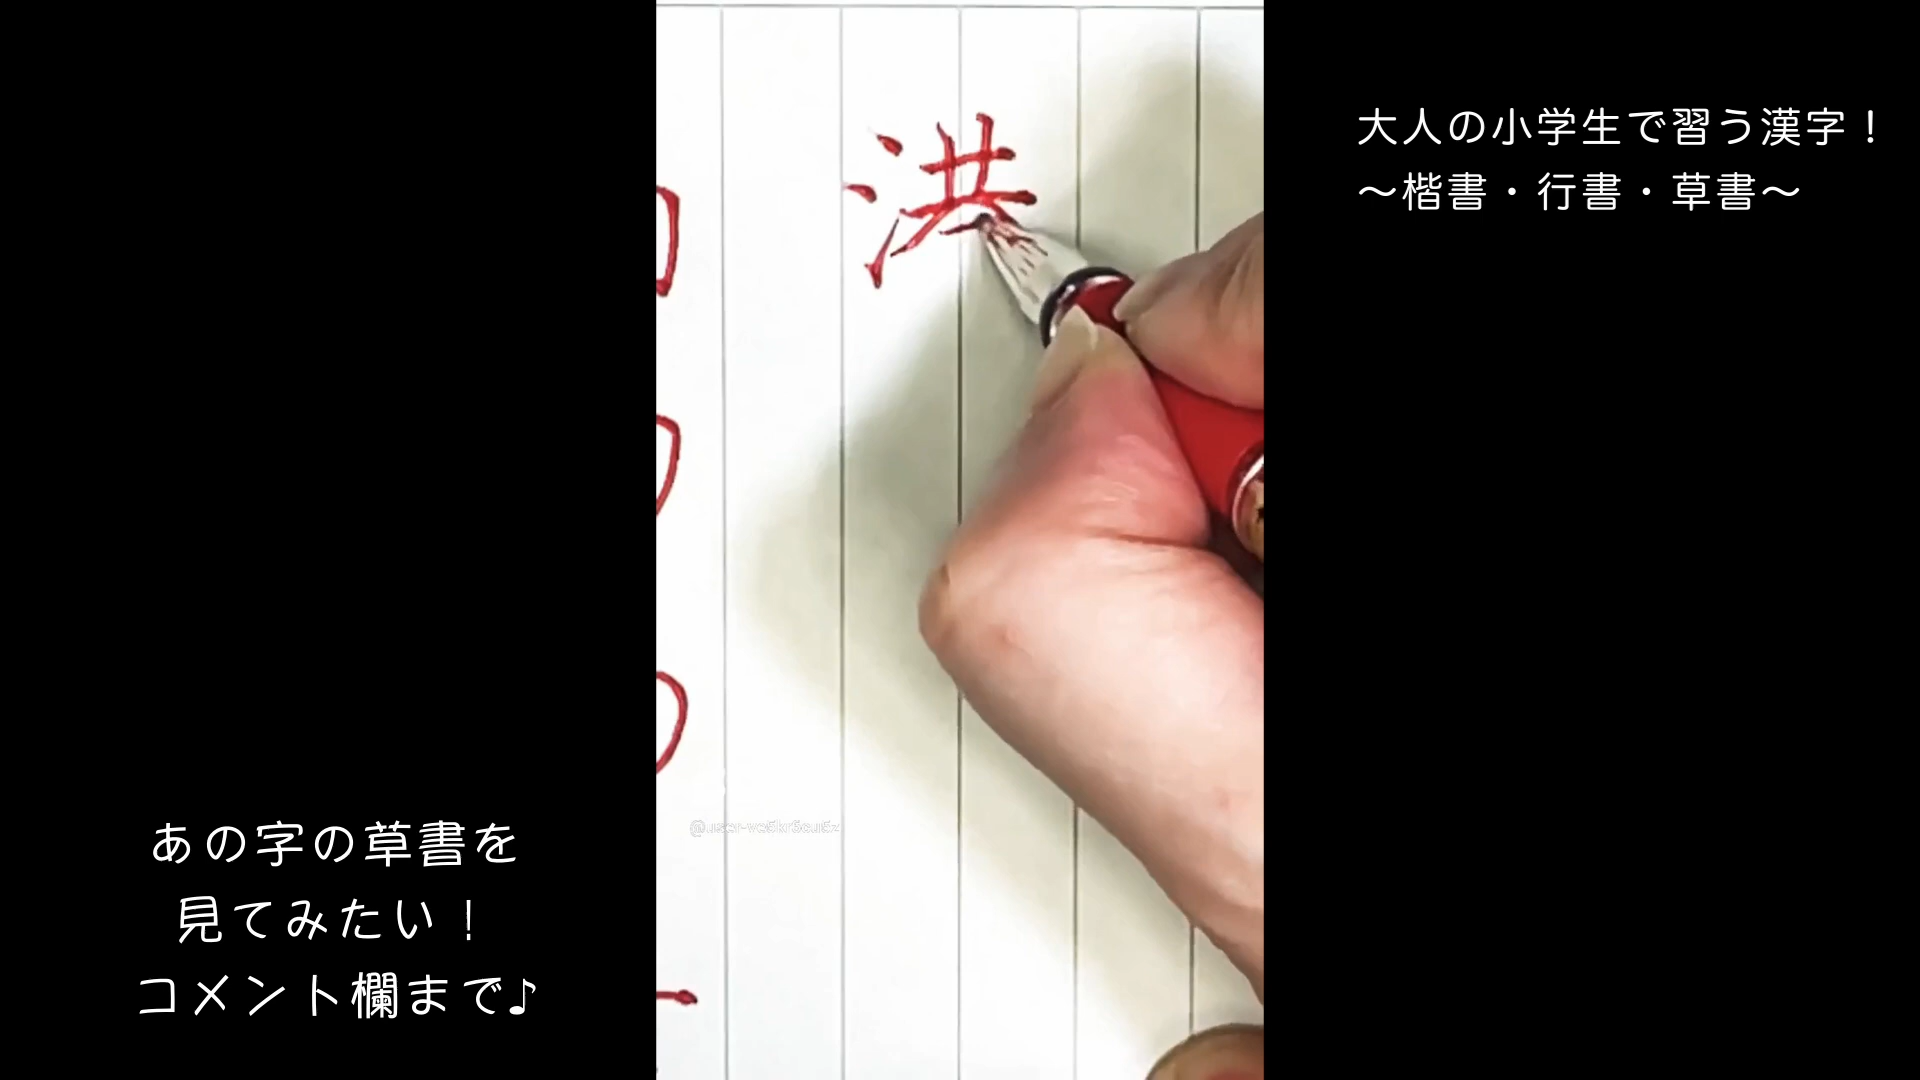 大人の小学生で習う漢字！
～楷書・行書・草書～
洪
あの字の草書を
見てみたい！
コメント欄まで♪